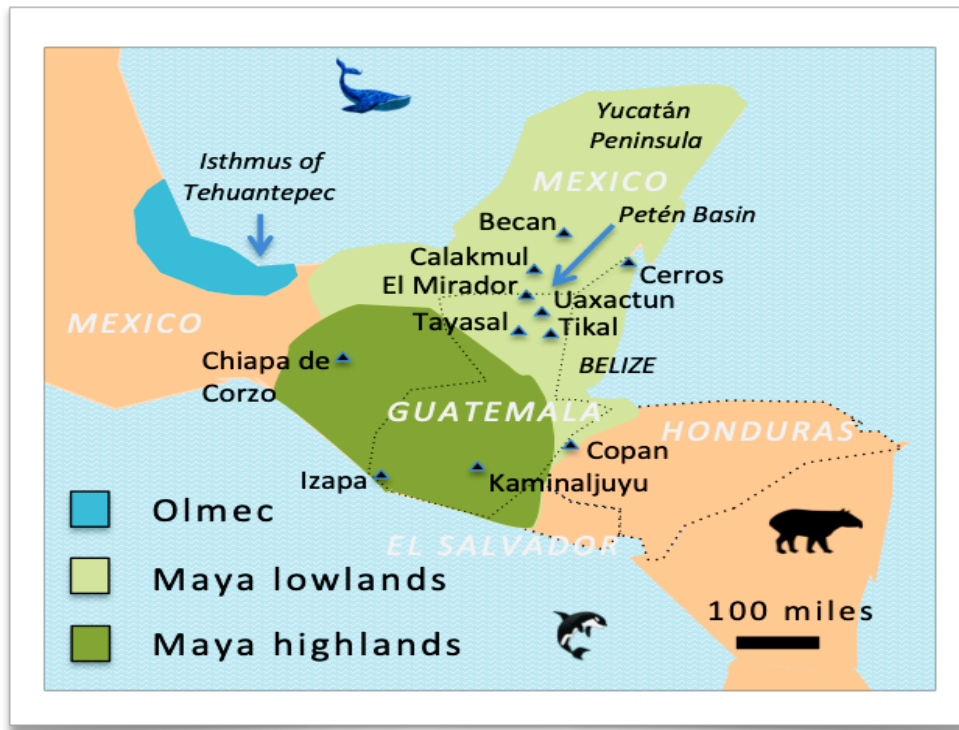 Yucatán
Peninsula
Isthmus of
Tehuantepec
MEXICO
Petén Basin
Becan
Calakmul
Cerros
El Mirador
Uaxactun
MEXICO
Tayasal
Tikal
Chiapa de
Corzo
BELIZE
GUATEMALA
HONDURAS
Copan
Izapa
Kaminaljuyu
Olmec
EL SALVADOR
Maya lowlands
100 miles
Maya highlands